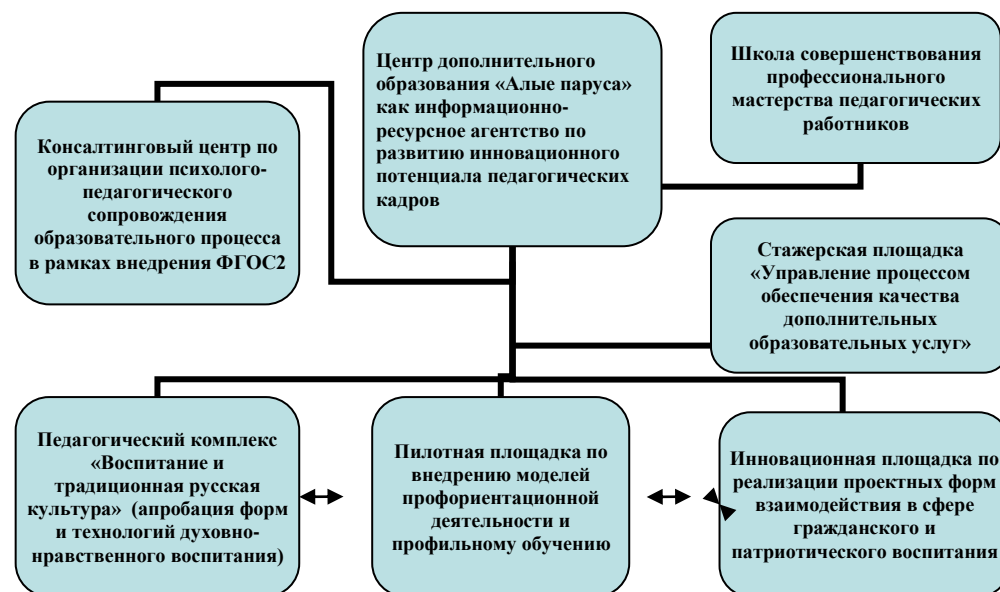 Центр дополнительного
образования «Алые паруса»
как информационно-
ресурсное агентство по
развитию инновационного
потенциала педагогических
кадров
Школа совершенствования
профессионального
мастерства педагогических
работников
Консалтинговый центр по
организации психолого-
педагогического
сопровождения
образовательного процесса
в рамках внедрения ФГОС2
Стажерская площадка
«Управление процессом
обеспечения качества
дополнительных
образовательных услуг»
Педагогический комплекс
«Воспитание и
традиционная русская
культура» (апробация форм
и технологий духовно-
нравственного воспитания)
Пилотная площадка по
внедрению моделей
профориентационной
деятельности и
профильному обучению
Инновационная площадка по
реализации проектных форм
взаимодействия в сфере
гражданского и
патриотического воспитания